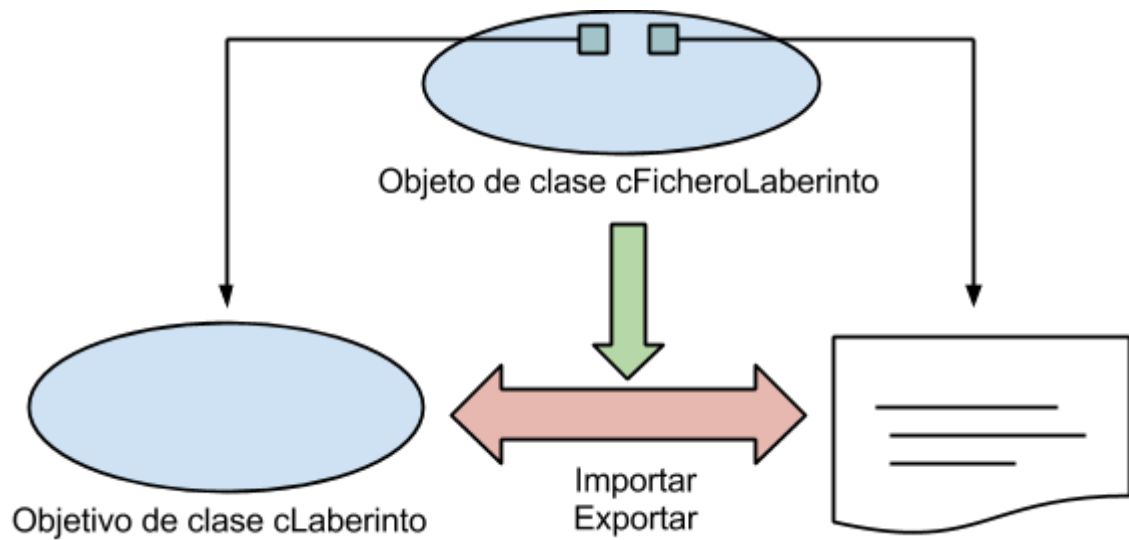 Objeto de clase cFicheroLaberinto
Importar
Exportar
Objetivo de clase cLaberinto